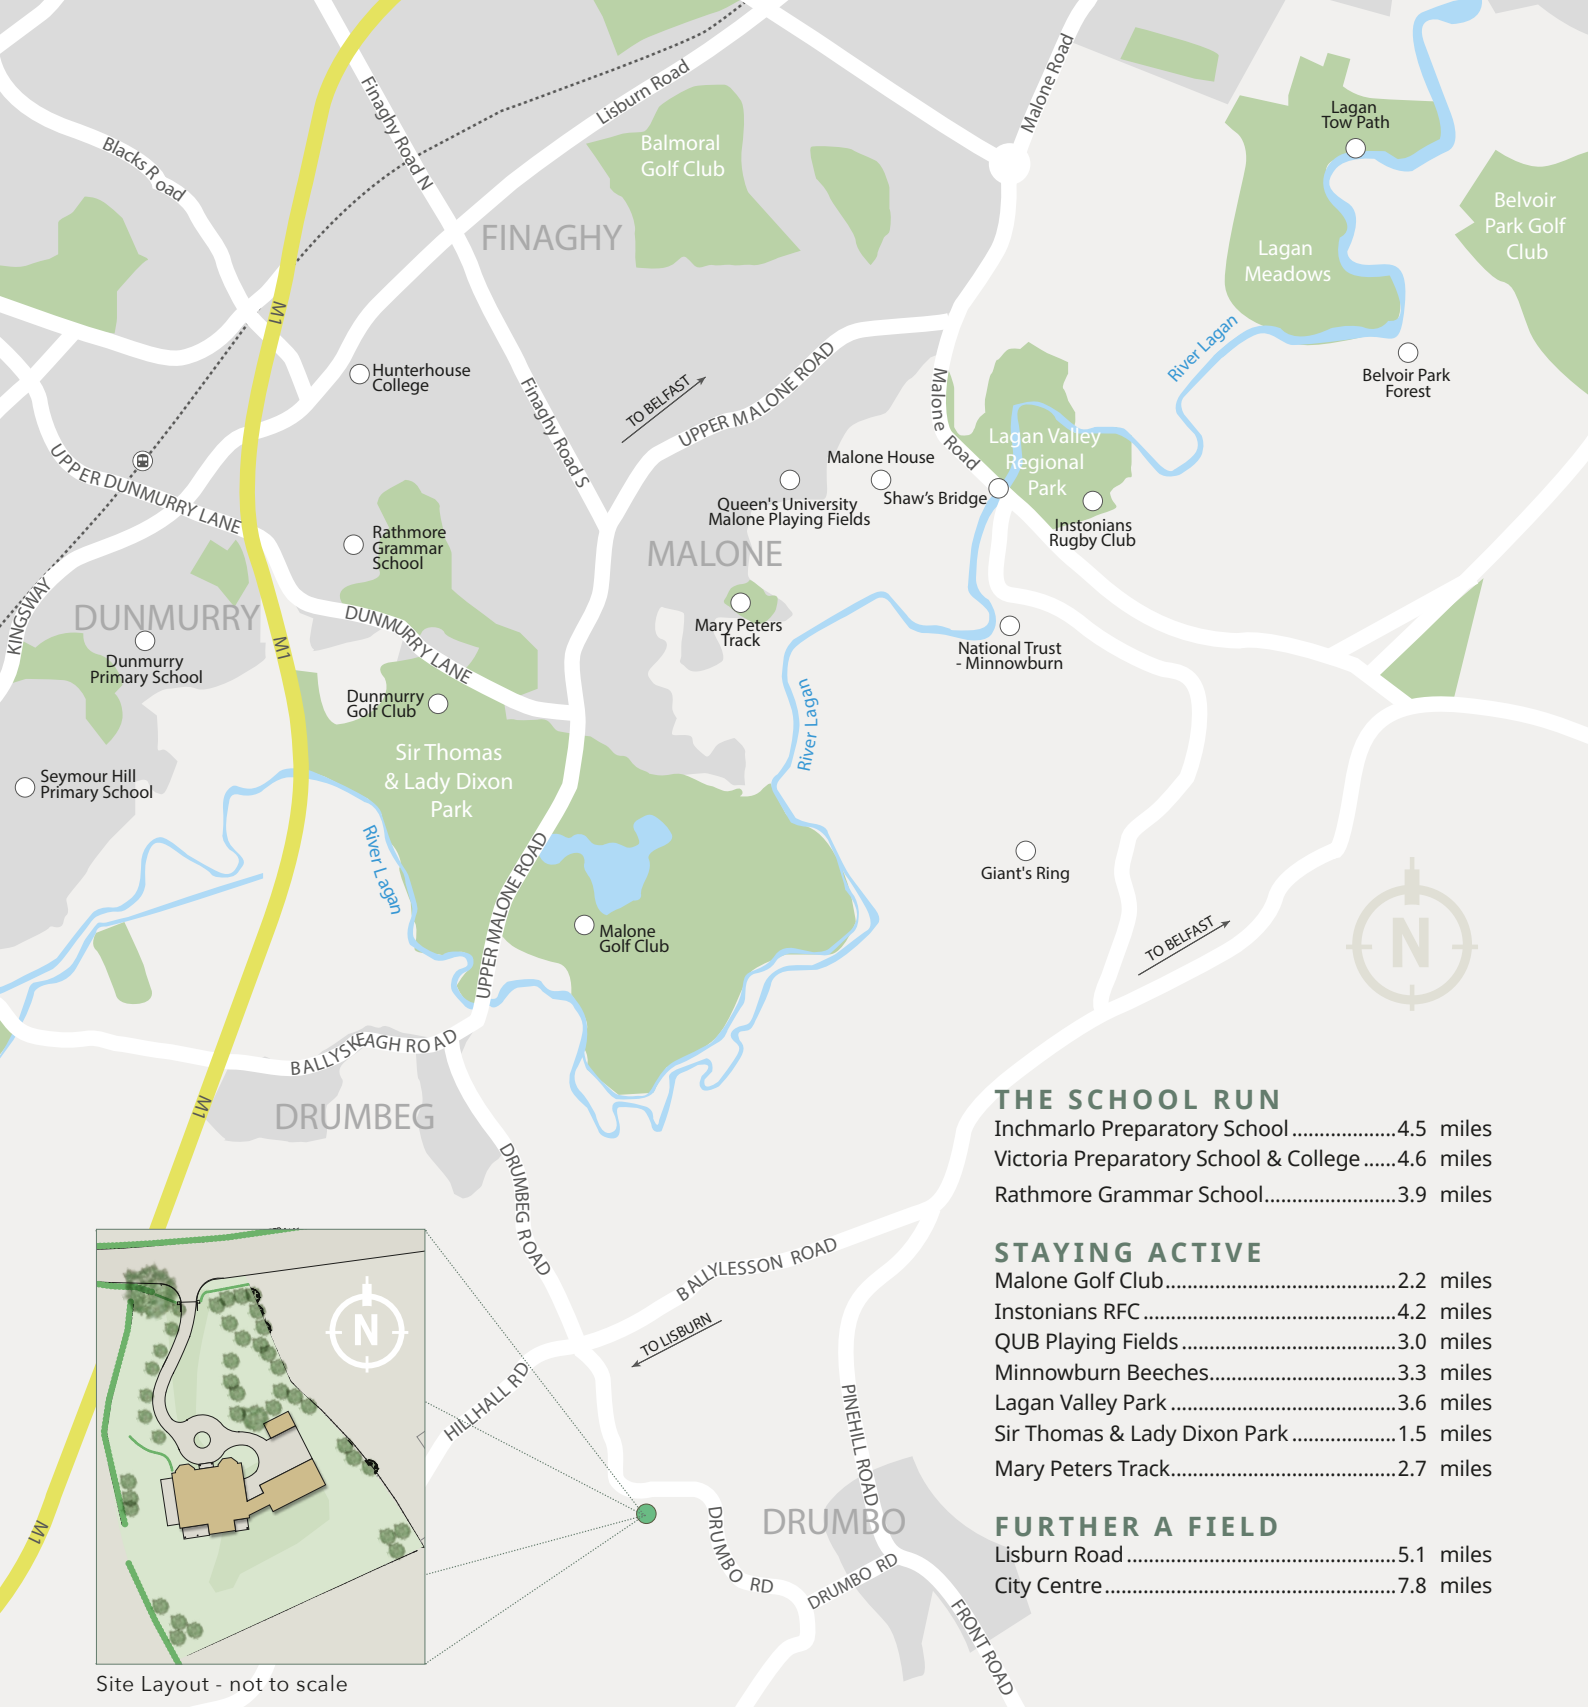 Malone Road
Lagan
Tow Path
Finaghy Road N
Lisburn Road
Balmoral
Golf Club
Blacks Road
Belvoir
Park Golf
Club
FINAGHY
Lagan
Meadows
M1
River Lagan
Hunterhouse
College
Belvoir Park
Forest
TO BELFAST
UPPER MALONE ROAD
Malone Road
Finaghy Road S
Lagan Valley
Regional
Park
UPPER DUNMURRY LANE
Malone House
Shaw's Bridge
Queen's University
Malone Playing Fields
Instonians
Rugby Club
Rathmore
Grammar
School
MALONE
KINGSWAY
DUNMURRY
DUNMURRY LANE
Mary Peters
Track
M1
Dunmurry
Primary School
National Trust
- Minnowburn
Dunmurry
Golf Club
River Lagan
Sir Thomas
& Lady Dixon
Park
Seymour Hill
Primary School
River Lagan
UPPER MALONE ROAD
Giant's Ring
Malone
Golf Club
TO BELFAST
N
BALLYSKEAGH ROAD
M1
DRUMBEG
DRUMBEG ROAD
BALLYLESSON ROAD
TO LISBURN
HILLHALL RD
PINEHILL ROAD
DRUMBO
DRUMBO RD
DRUMBO RD
FRONT ROAD
M1
N
Site Layout - not to scale
THE SCHOOL RUN
Inchmarlo Preparatory School ................... 4.5 miles
Victoria Preparatory School & College ...... 4.6 miles
Rathmore Grammar School........................ 3.9 miles
STAYING ACTIVE
Malone Golf Club........................................... 2.2 miles
Instonians RFC ............................................... 4.2 miles
QUB Playing Fields ........................................ 3.0 miles
Minnowburn Beeches................................... 3.3 miles
Lagan Valley Park .......................................... 3.6 miles
Sir Thomas & Lady Dixon Park ................... 1.5 miles
Mary Peters Track.......................................... 2.7 miles
FURTHER A FIELD
Lisburn Road .................................................. 5.1 miles
City Centre ...................................................... 7.8 miles